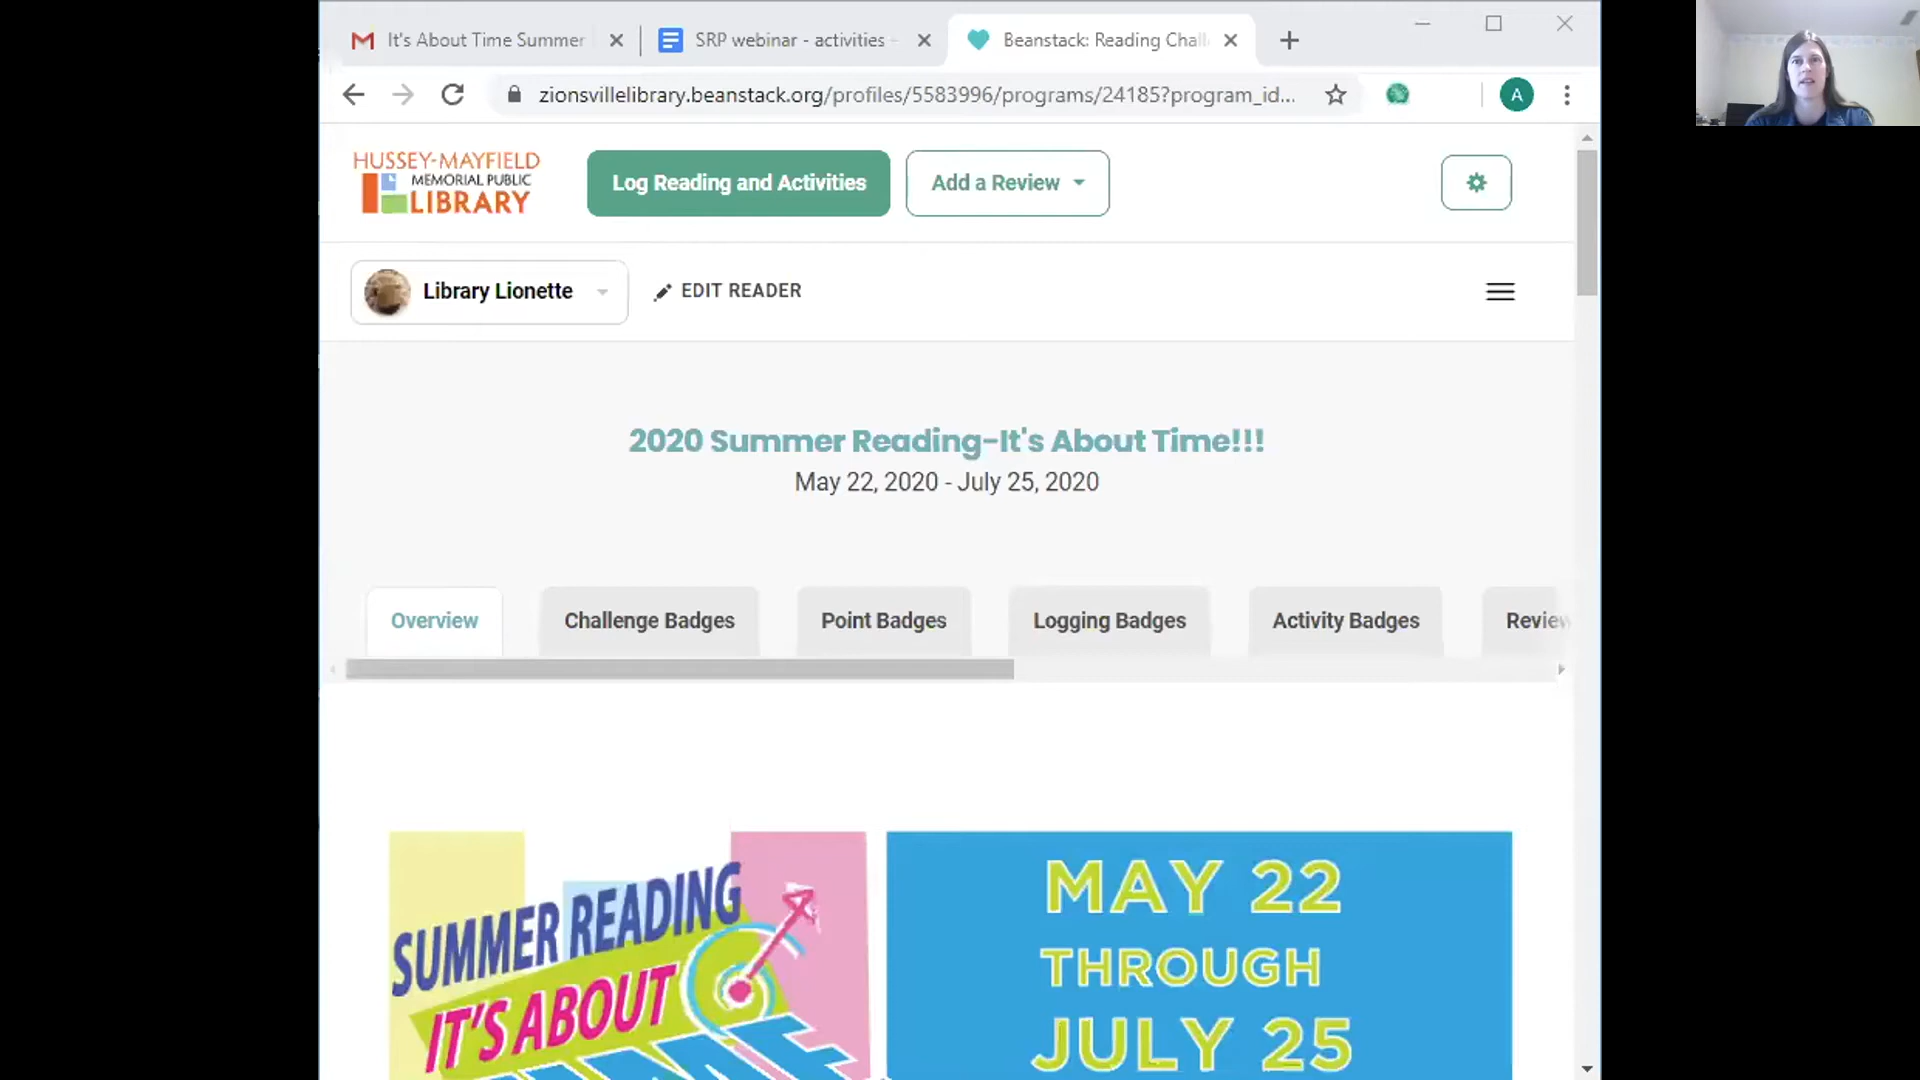 It's About Time Summer
SRP webinar - activities
Beanstack: Reading Chall
zionsvillelibrary.beanstack.org/profiles/5583996/programs/24185?program_id...
A
HUSSEY-MAYFIELD
MEMORIAL PUBLIC
LIBRARY
Log Reading and Activities
Add a Review
Library Lionette
EDIT READER
2020 Summer Reading-It's About Time!!!
May 22, 2020 - July 25, 2020
Overview
Challenge Badges
Point Badges
Logging Badges
Activity Badges
Review
SUMMER READING
IT'S ABOUT
MAY 22
THROUGH
JULY 25